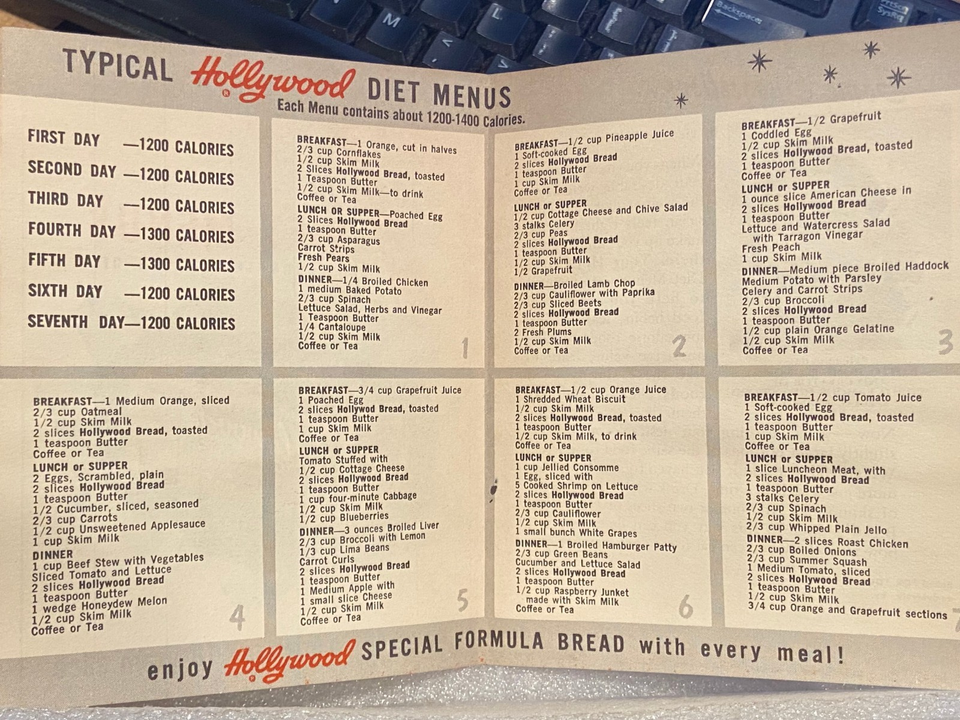 TYPICAL Hollywood DIET MENUS
Each Menu contains about 1200-1400 Calories.
FIRST DAY —1200 CALORIES
SECOND DAY —1200 CALORIES
THIRD DAY —1200 CALORIES
FOURTH DAY —1300 CALORIES
FIFTH DAY —1300 CALORIES
SIXTH DAY —1200 CALORIES
SEVENTH DAY—1200 CALORIES
BREAKFAST—1 Orange, cut in halves
2/3 cup Cornflakes
1/2 cup Skim Milk
2 Slices Hollywood Bread, toasted
1 Teaspoon Butter
1/2 cup Skim Milk—to drink
Coffee or Tea
LUNCH OR SUPPER—Poached Egg
2 Slices Hollywood Bread
1 teaspoon Butter
2/3 cup Asparagus
Carrot Strips
Fresh Pears
1/2 cup Skim Milk
DINNER—1/4 Broiled Chicken
1 medium Baked Potato
2/3 cup Spinach
Lettuce Salad, Herbs and Vinegar
1 Teaspoon Butter
1/4 Cantaloupe
1/2 cup Skim Milk
Coffee or Tea
1
BREAKFAST—1/2 cup Pineapple Juice
1 Soft-cooked Egg
2 slices Hollywood Bread
1 teaspoon Butter
1 cup Skim Milk
Coffee or Tea
LUNCH or SUPPER
1/2 cup Cottage Cheese and Chive Salad
3 stalks Celery
2/3 cup Peas
2 slices Hollywood Bread
1 teaspoon Butter
1/2 cup Skim Milk
1/2 Grapefruit
DINNER—Broiled Lamb Chop
2/3 cup Cauliflower with Paprika
2/3 cup Sliced Beets
2 slices Hollywood Bread
1 teaspoon Butter
2 Fresh Plums
1/2 cup Skim Milk
Coffee or Tea
2
BREAKFAST—1/2 Grapefruit
1 Coddled Egg
1/2 cup Skim Milk
2 slices Hollywood Bread, toasted
1 teaspoon Butter
Coffee or Tea
LUNCH or SUPPER
1 ounce slice American Cheese in
2 slices Hollywood Bread
1 teaspoon Butter
Lettuce and Watercress Salad
with Tarragon Vinegar
Fresh Peach
1 cup Skim Milk
DINNER—Medium piece Broiled Haddock
Medium Potato with Parsley
Celery and Carrot Strips
2/3 cup Broccoli
2 slices Hollywood Bread
1 teaspoon Butter
1/2 cup plain Orange Gelatine
1/2 cup Skim Milk
Coffee or Tea
3
BREAKFAST—1 Medium Orange, sliced
2/3 cup Oatmeal
1/2 cup Skim Milk
2 slices Hollywood Bread, toasted
1 teaspoon Butter
Coffee or Tea
LUNCH or SUPPER
2 Eggs, Scrambled, plain
2 slices Hollywood Bread
1 teaspoon Butter
1/2 Cucumber, sliced, seasoned
2/3 cup Carrots
1/2 cup Unsweetened Applesauce
1 cup Skim Milk
DINNER
1 cup Beef Stew with Vegetables
Sliced Tomato and Lettuce
2 slices Hollywood Bread
1 teaspoon Butter
1 wedge Honeydew Melon
1/2 cup Skim Milk
Coffee or Tea
4
BREAKFAST—3/4 cup Grapefruit Juice
1 Poached Egg
2 slices Hollywood Bread, toasted
1 teaspoon Butter
1 cup Skim Milk
Coffee or Tea
LUNCH or SUPPER
Tomato Stuffed with
1/2 cup Cottage Cheese
2 slices Hollywood Bread
1 teaspoon Butter
1 cup four-minute Cabbage
1/2 cup Skim Milk
1/2 cup Blueberries
DINNER—3 ounces Broiled Liver
2/3 cup Broccoli with Lemon
1/3 cup Lima Beans
Carrot Curls
2 slices Hollywood Bread
1 teaspoon Butter
1 Medium Apple with
1 small slice Cheese
1/2 cup Skim Milk
Coffee or Tea
5
BREAKFAST—1/2 cup Orange Juice
1 Shredded Wheat Biscuit
1/2 cup Skim Milk
2 slices Hollywood Bread, toasted
1 teaspoon Butter
1/2 cup Skim Milk, to drink
Coffee or Tea
LUNCH or SUPPER
1 cup Jellied Consomme
1 Egg, sliced with
5 Cooked Shrimp on Lettuce
2 slices Hollywood Bread
1 teaspoon Butter
2/3 cup Cauliflower
1/2 cup Skim Milk
1 small bunch White Grapes
DINNER—1 Broiled Hamburger Patty
2/3 cup Green Beans
Cucumber and Lettuce Salad
2 slices Hollywood Bread
1 teaspoon Butter
1/2 cup Raspberry Junket
made with Skim Milk
Coffee or Tea
6
BREAKFAST—1/2 cup Tomato Juice
1 Soft-cooked Egg
2 slices Hollywood Bread, toasted
1 teaspoon Butter
1 cup Skim Milk
Coffee or Tea
LUNCH or SUPPER
1 slice Luncheon Meat, with
2 slices Hollywood Bread
1 teaspoon Butter
3 stalks Celery
2/3 cup Spinach
1/2 cup Skim Milk
2/3 cup Whipped Plain Jello
DINNER—2 slices Roast Chicken
2/3 cup Boiled Onions
2/3 cup Summer Squash
1 Medium Tomato, sliced
2 slices Hollywood Bread
1 teaspoon Butter
1/2 cup Skim Milk
3/4 cup Orange and Grapefruit sections
7
enjoy Hollywood SPECIAL FORMULA BREAD with every meal!
Backspace